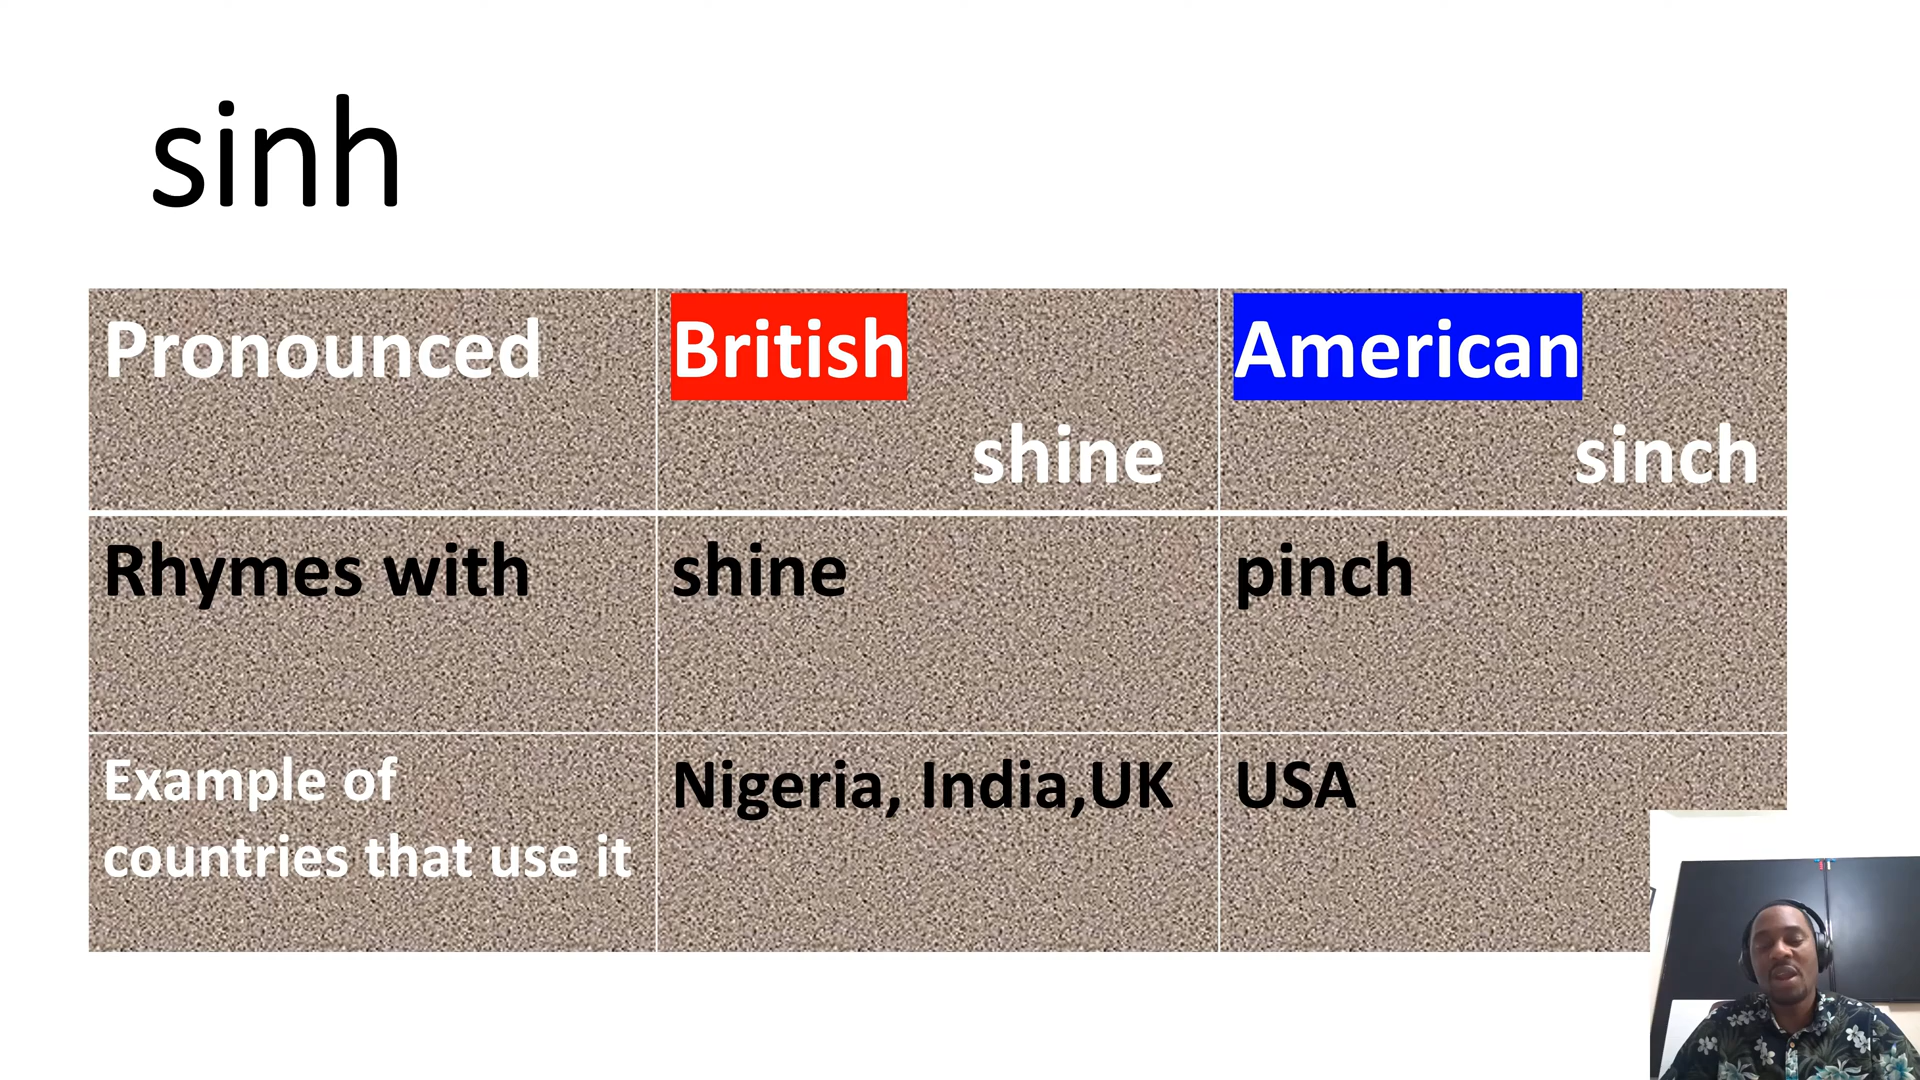 sinh
Pronounced
British
shine
American
sinch
Rhymes with
shine
pinch
Example of
countries that use it
Nigeria, India,UK
USA